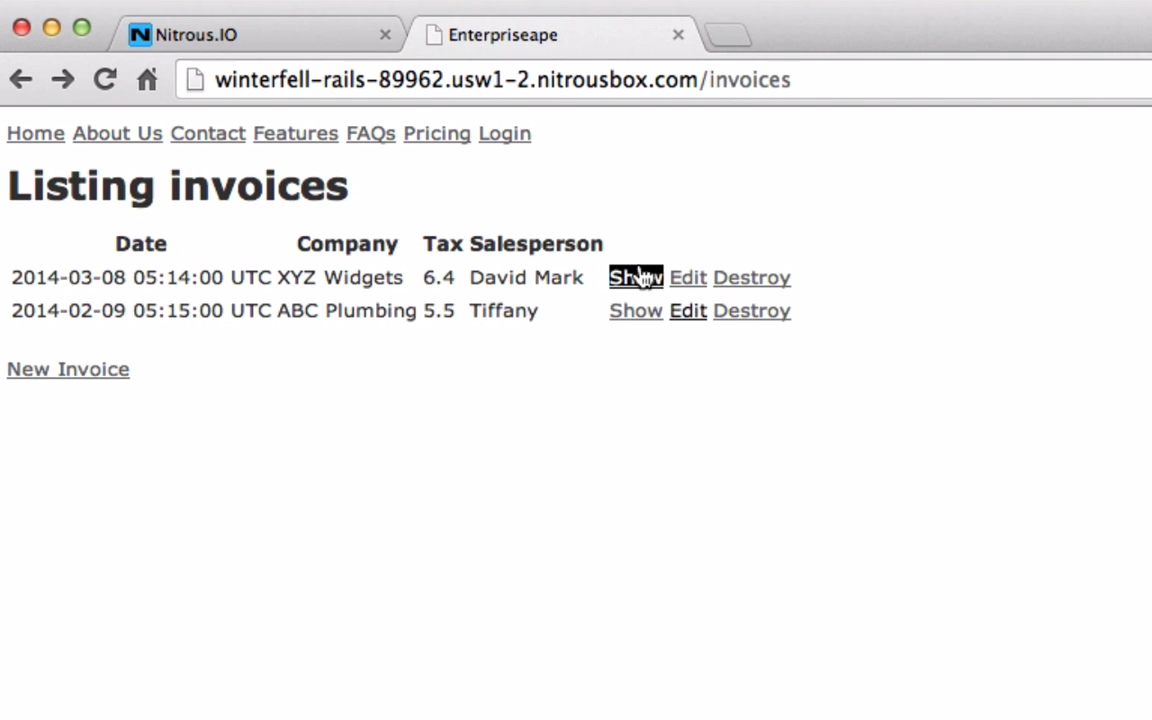 Nitrous.IO Enterpriseape
winterfell-rails-89962.usw1-2.nitrousbox.com/invoices
Home About Us Contact Features FAQs Pricing Login
Listing invoices
Date Company Tax Salesperson
2014-03-08 05:14:00 UTC XYZ Widgets 6.4 David Mark Show Edit Destroy
2014-02-09 05:15:00 UTC ABC Plumbing 5.5 Tiffany Show Edit Destroy
New Invoice